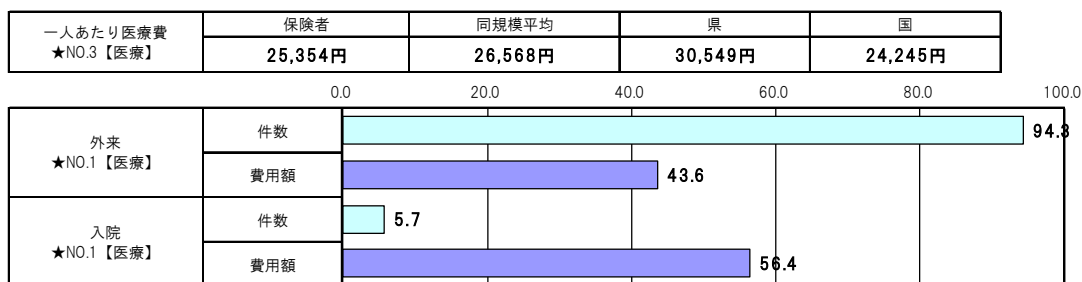 一人あたり医療費
★NO.3【医療】
保険者 同規模平均 県 国
25,354円 26,568円 30,549円 24,245円
0.0 20.0 40.0 60.0 80.0 100.0
外来
★NO.1【医療】
件数 94.3
費用額 43.6
入院
★NO.1【医療】
件数 5.7
費用額 56.4